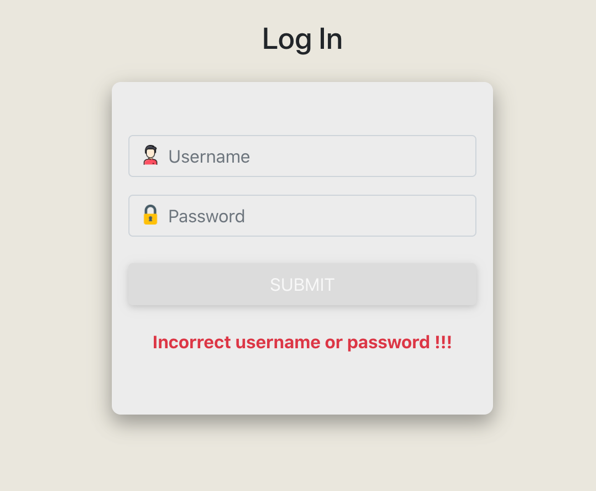 Log In
Username
Password
SUBMIT
Incorrect username or password !!!